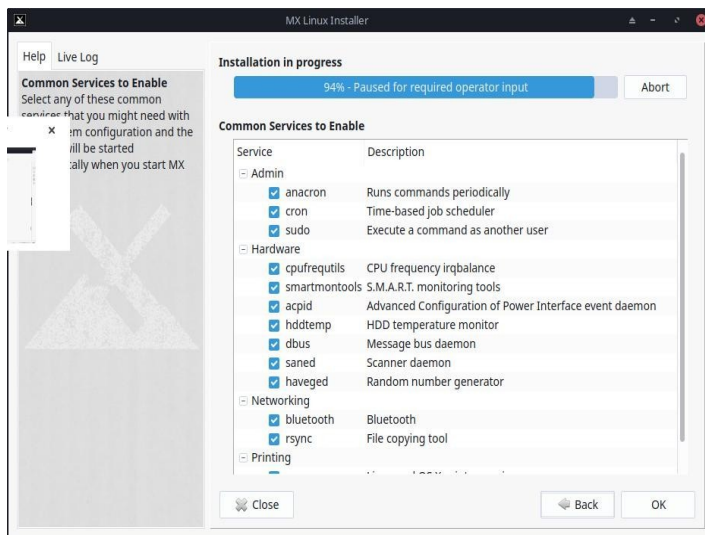 MX Linux Installer
Help Live Log
Common Services to Enable
Select any of these common
services that you might need with
em configuration and the
will be started
tally when you start MX
x
Installation in progress
94% - Paused for required operator input
Abort
Common Services to Enable
Service Description
Admin
anacron Runs commands periodically
cron Time-based job scheduler
sudo Execute a command as another user
Hardware
cpufrequtils CPU frequency irqbalance
smartmontools S.M.A.R.T. monitoring tools
acpid Advanced Configuration of Power Interface event daemon
hddtemp HDD temperature monitor
dbus Message bus daemon
saned Scanner daemon
haveged Random number generator
Networking
bluetooth Bluetooth
rsync File copying tool
Printing
Close Back OK